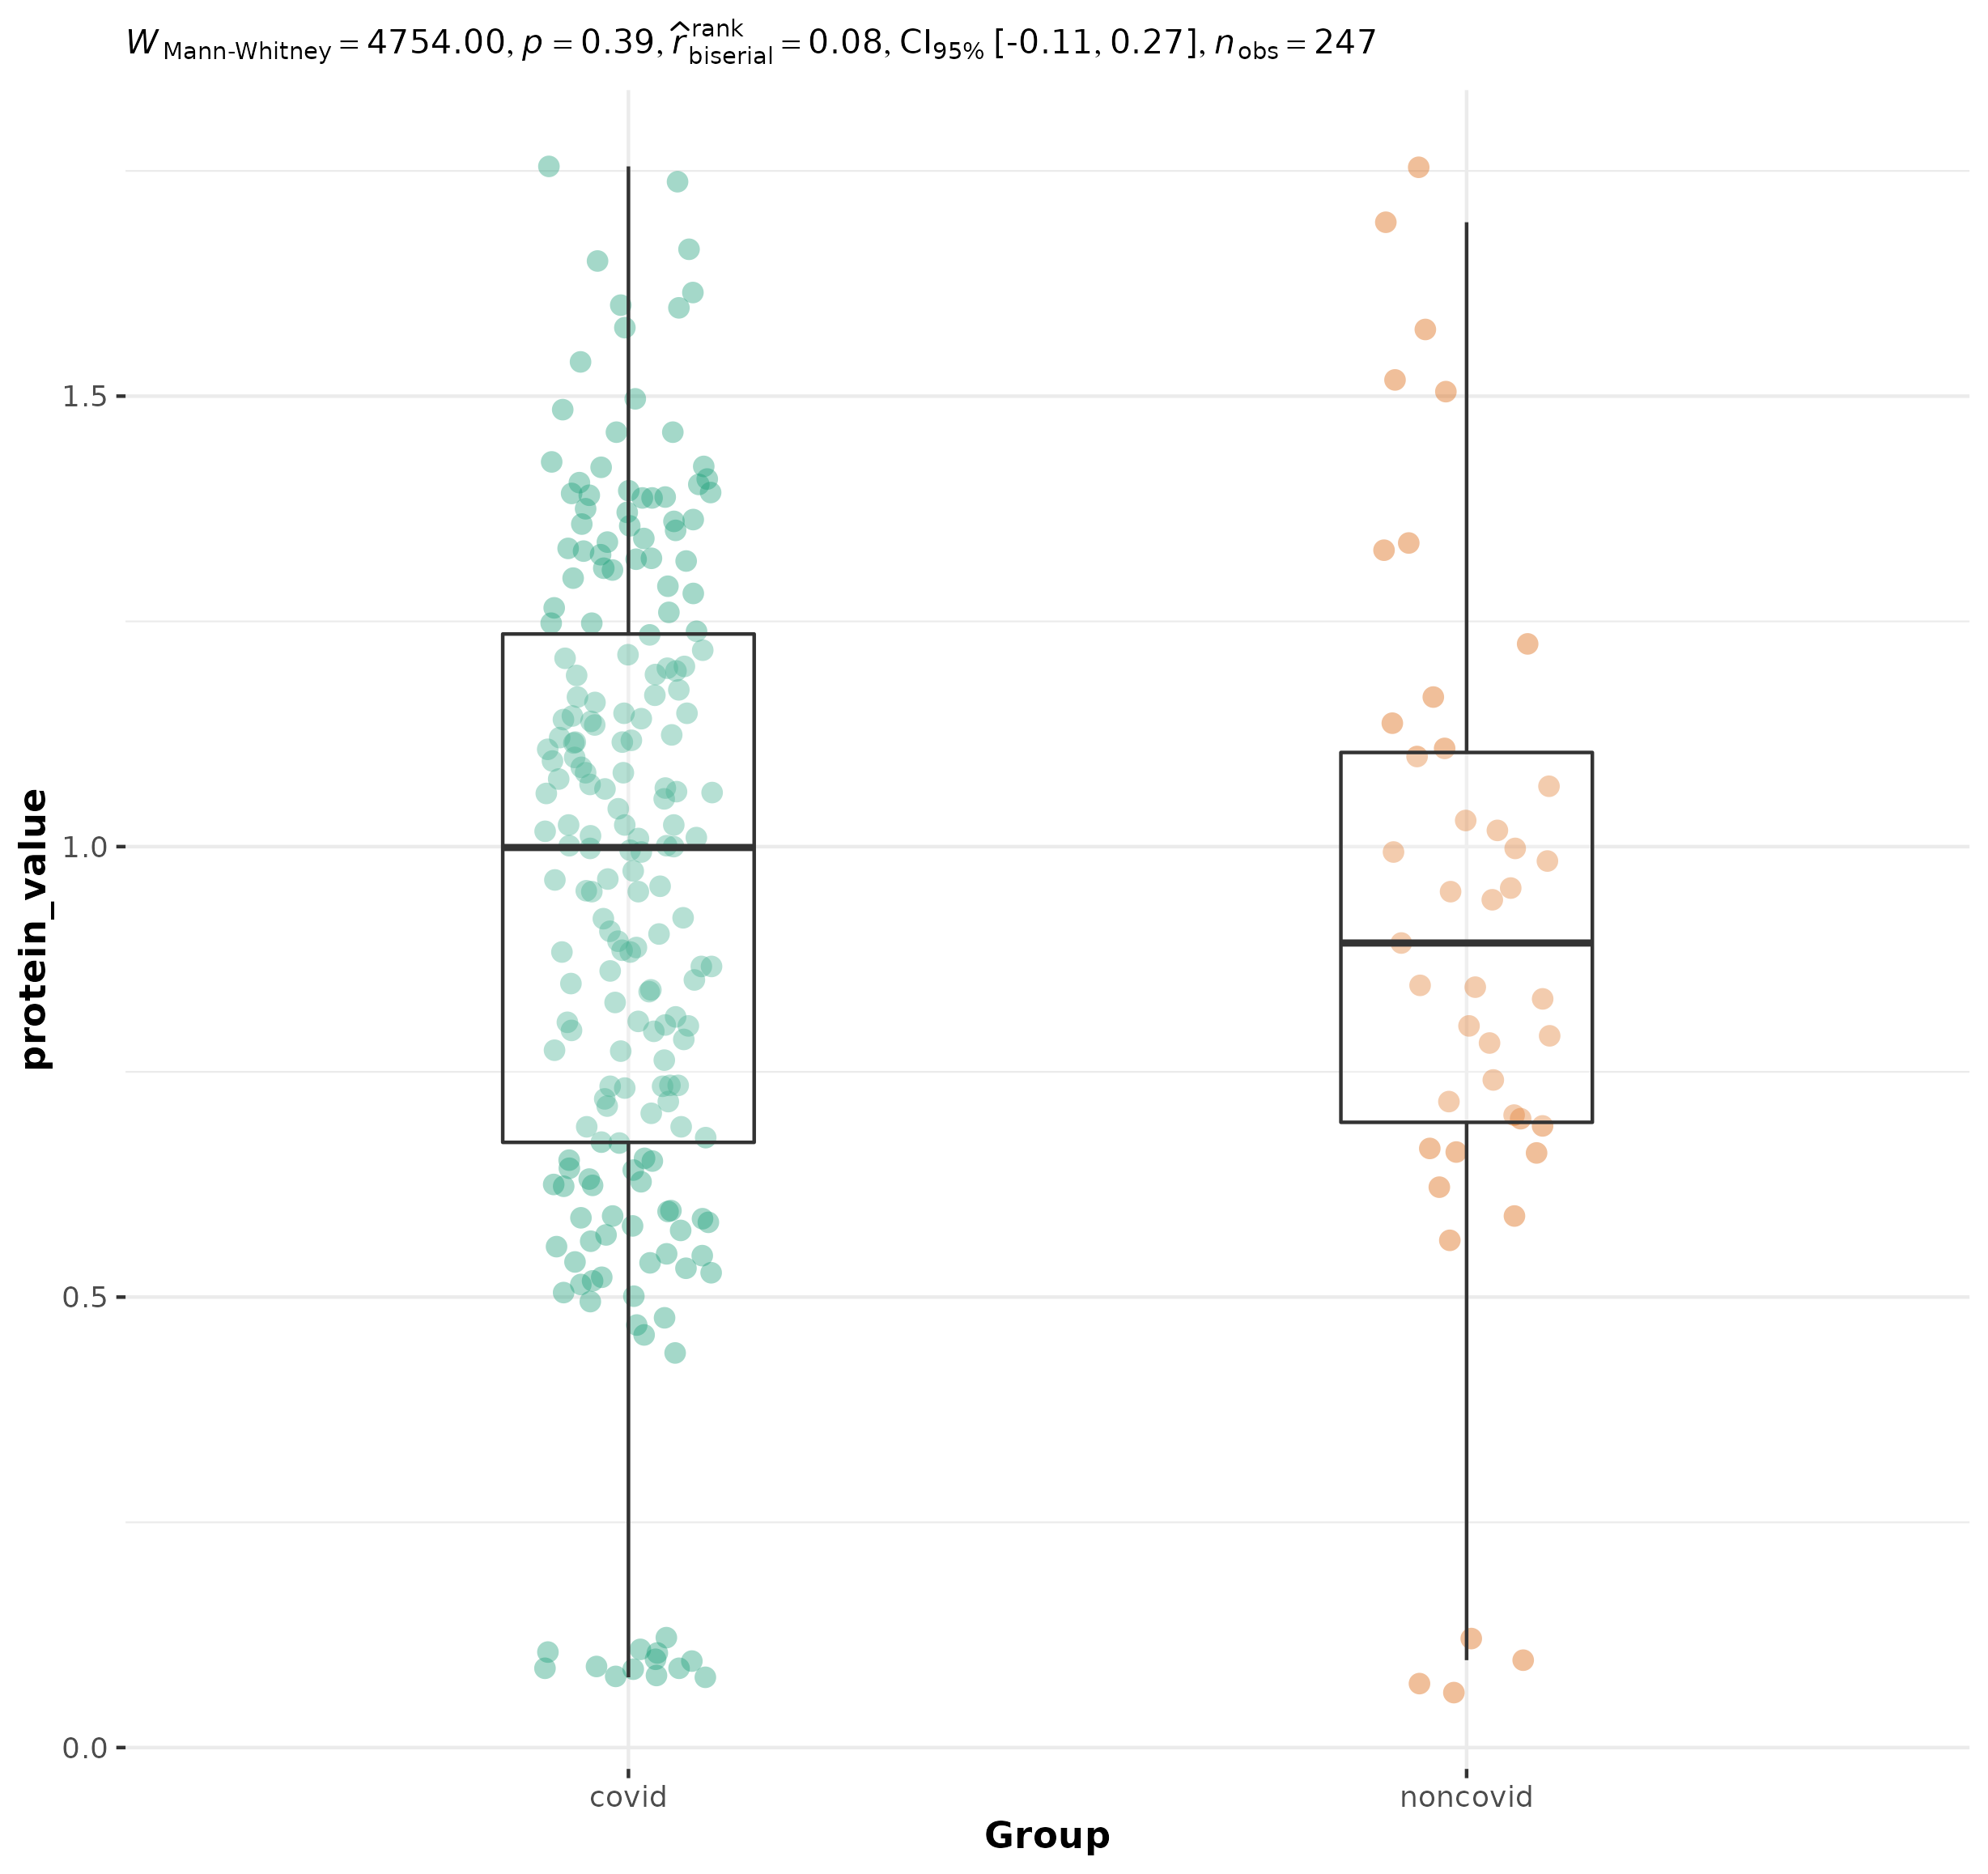 W Mann-Whitney = 4754.00, p = 0.39, r̂ rank biserial = 0.08, CI95% [-0.11, 0.27], n obs = 247
protein_value
1.5
1.0
0.5
0.0
covid noncovid
Group